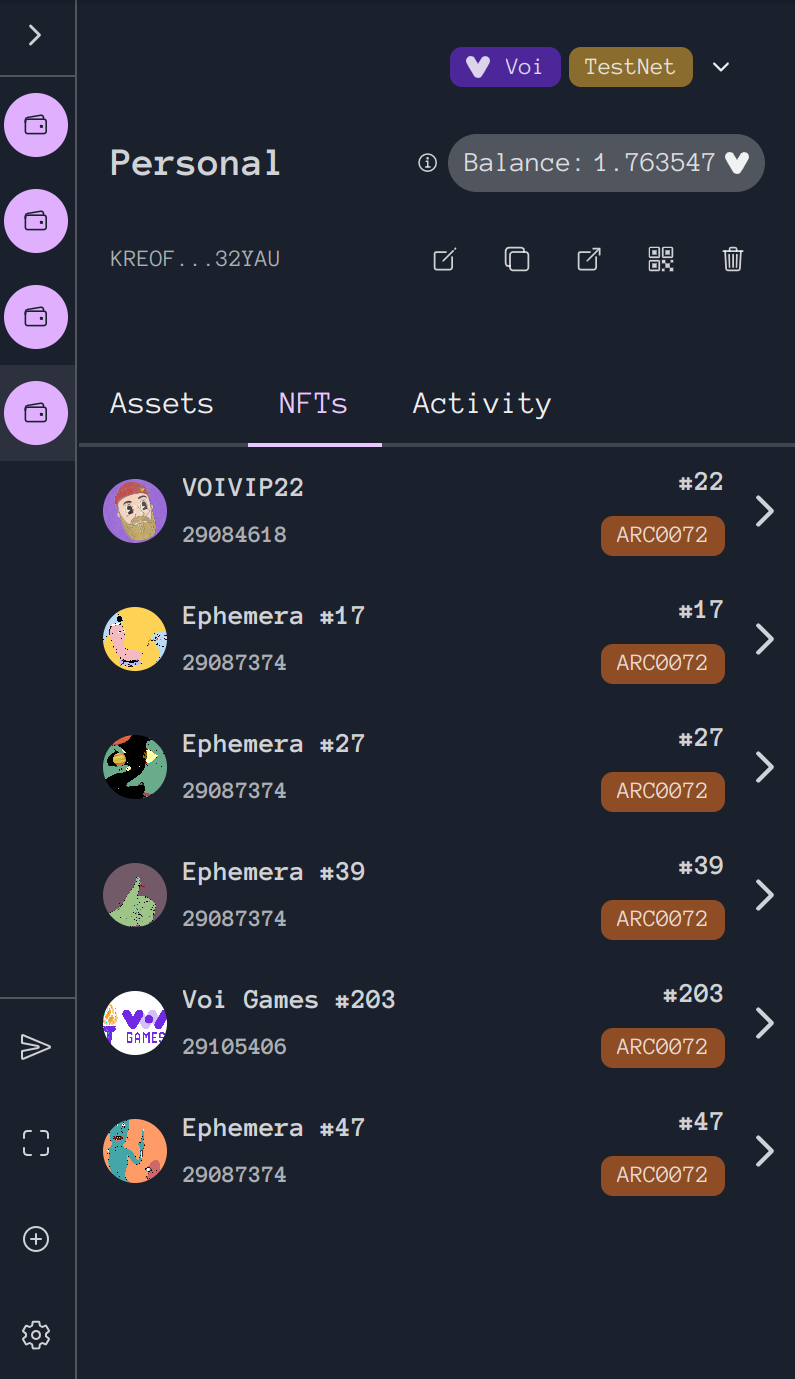 Voi TestNet
Personal Balance: 1.763547
KREOF...32YAU
Assets NFTs Activity
VOIVIP22 #22
29084618 ARC0072
Ephemera #17 #17
29087374 ARC0072
Ephemera #27 #27
29087374 ARC0072
Ephemera #39 #39
29087374 ARC0072
VOI
GAMES
Voi Games #203 #203
29105406 ARC0072
Ephemera #47 #47
29087374 ARC0072